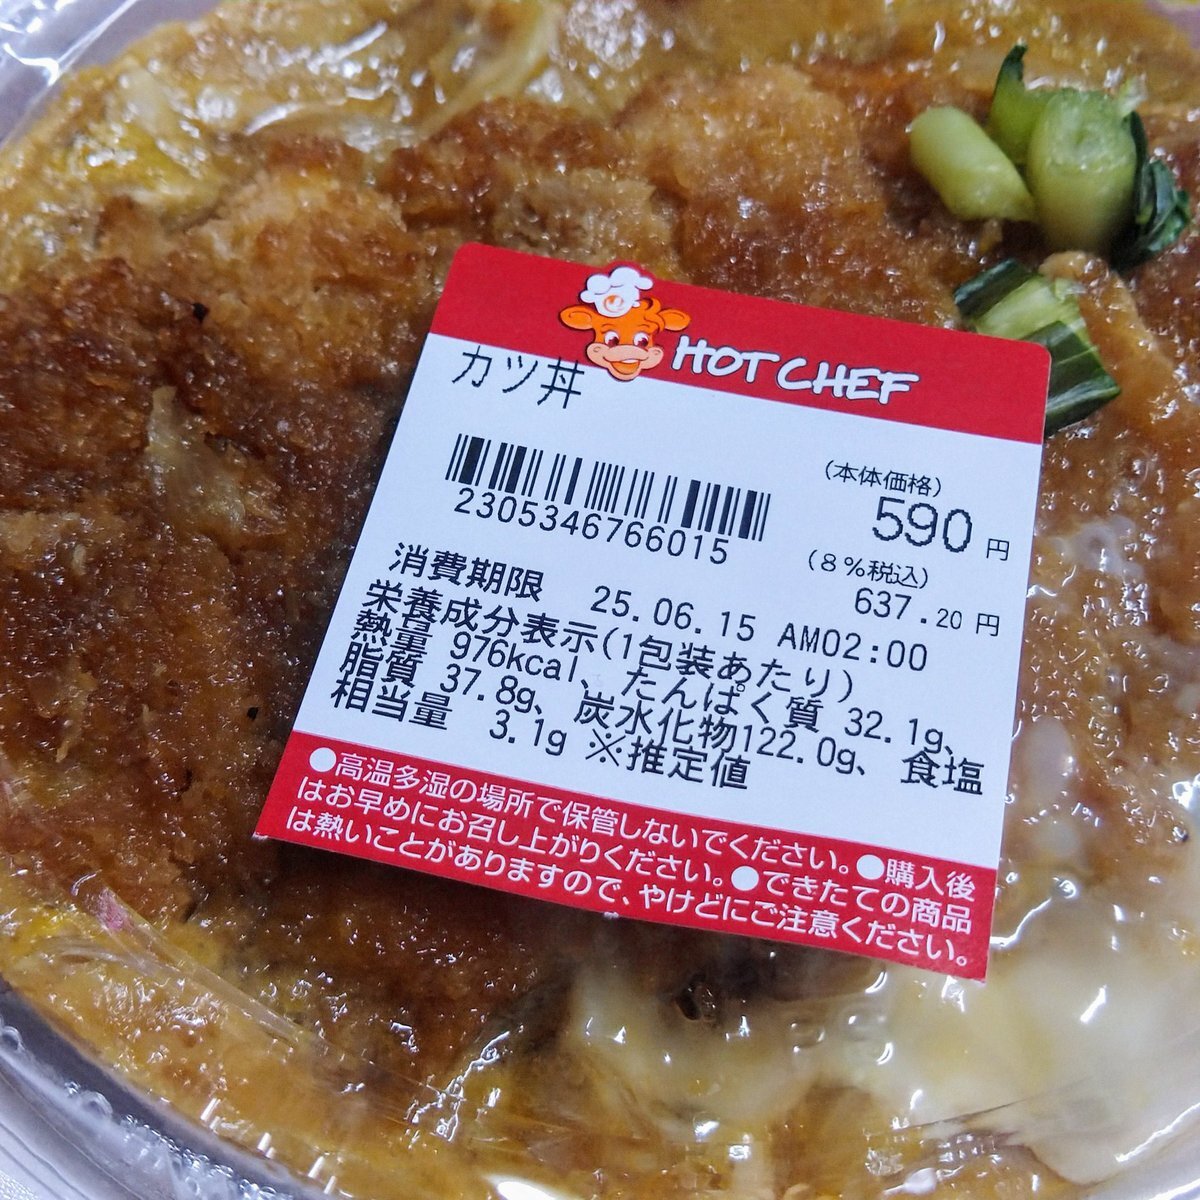 HOT CHEF
カツ丼
2305346766015
(本体価格)
590円
(8%税込)
637.20円
消費期限 25.06.15 AM02:00
栄養成分表示(1包装あたり)
熱量 976kcal、たんぱく質 32.1g、
脂質 37.8g、炭水化物122.0g、食塩
相当量 3.1g ※推定値
●高温多湿の場所で保管しないでください。●購入後
はお早めにお召し上がりください。●できたての商品
は熱いことがありますので、やけどにご注意ください。